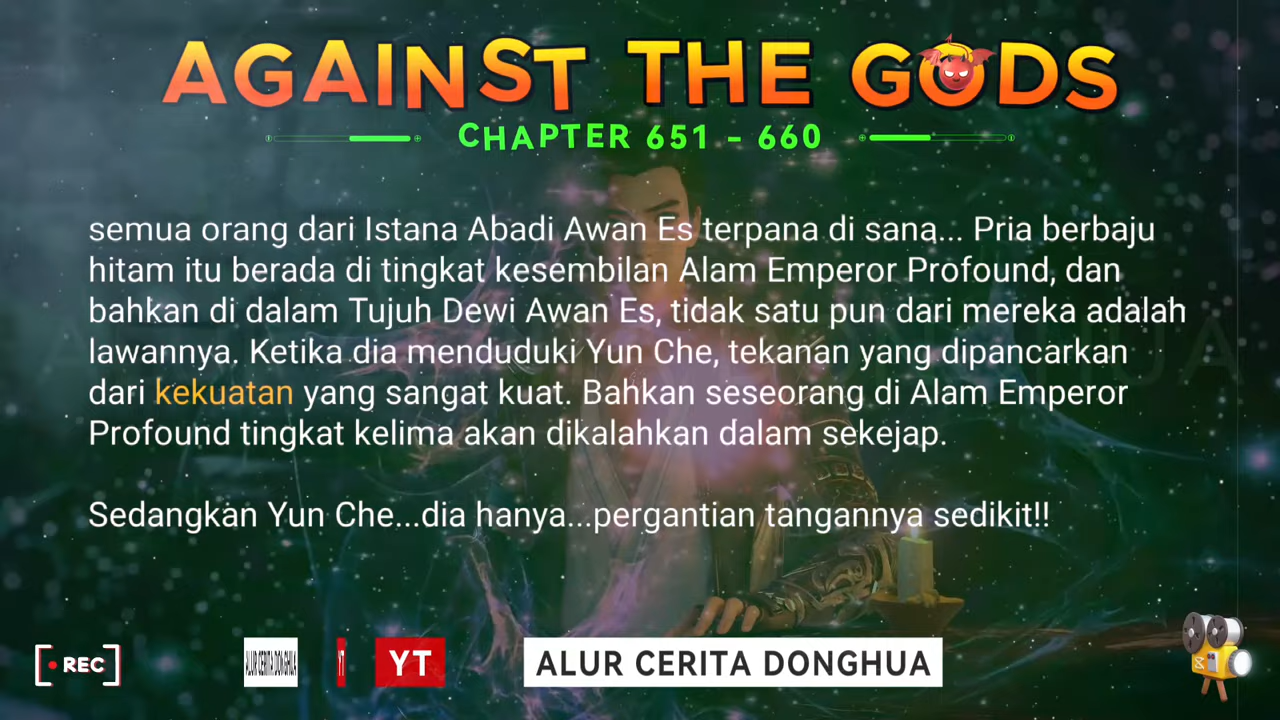 AGAINST THE GODS
CHAPTER 651 - 660
semua orang dari Istana Abadi Awan Es terpana di sana... Pria berbaju
hitam itu berada di tingkat kesembilan Alam Emperor Profound, dan
bahkan di dalam Tujuh Dewi Awan Es, tidak satu pun dari mereka adalah
lawannya. Ketika dia menduduki Yun Che, tekanan yang dipancarkan
dari kekuatan yang sangat kuat. Bahkan seseorang di Alam Emperor
Profound tingkat kelima akan dikalahkan dalam sekejap.
Sedangkan Yun Che...dia hanya...pergantian tangannya sedikit!!
REC
ALUR CERITA DONGHUA
YT
YT
ALUR CERITA DONGHUA